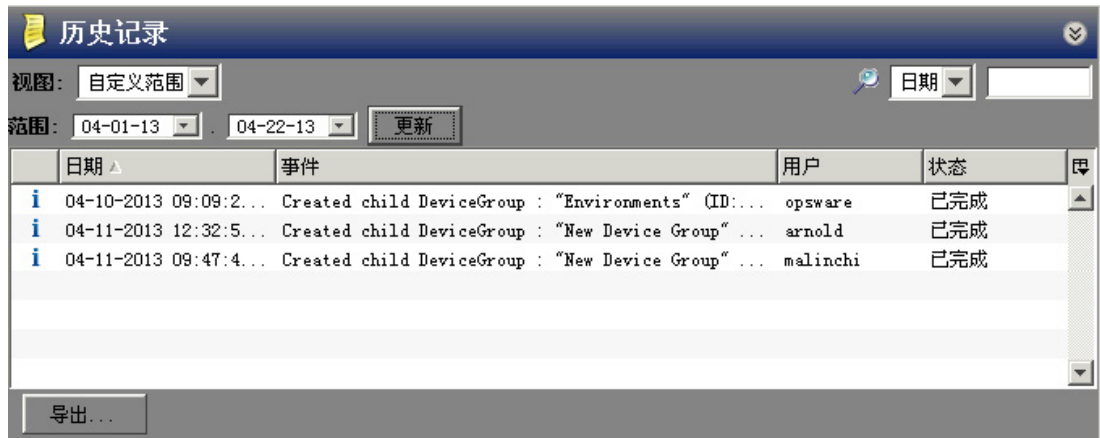 历史记录
视图: 自定义范围 日期
范围: 04-01-13 . 04-22-13 更新
日期 事件 用户 状态
i 04-10-2013 09:09:2... Created child DeviceGroup : "Environments" (ID:... opsware 已完成
i 04-11-2013 12:32:5... Created child DeviceGroup : "New Device Group" ... arnold 已完成
i 04-11-2013 09:47:4... Created child DeviceGroup : "New Device Group" ... malinchi 已完成
导出...